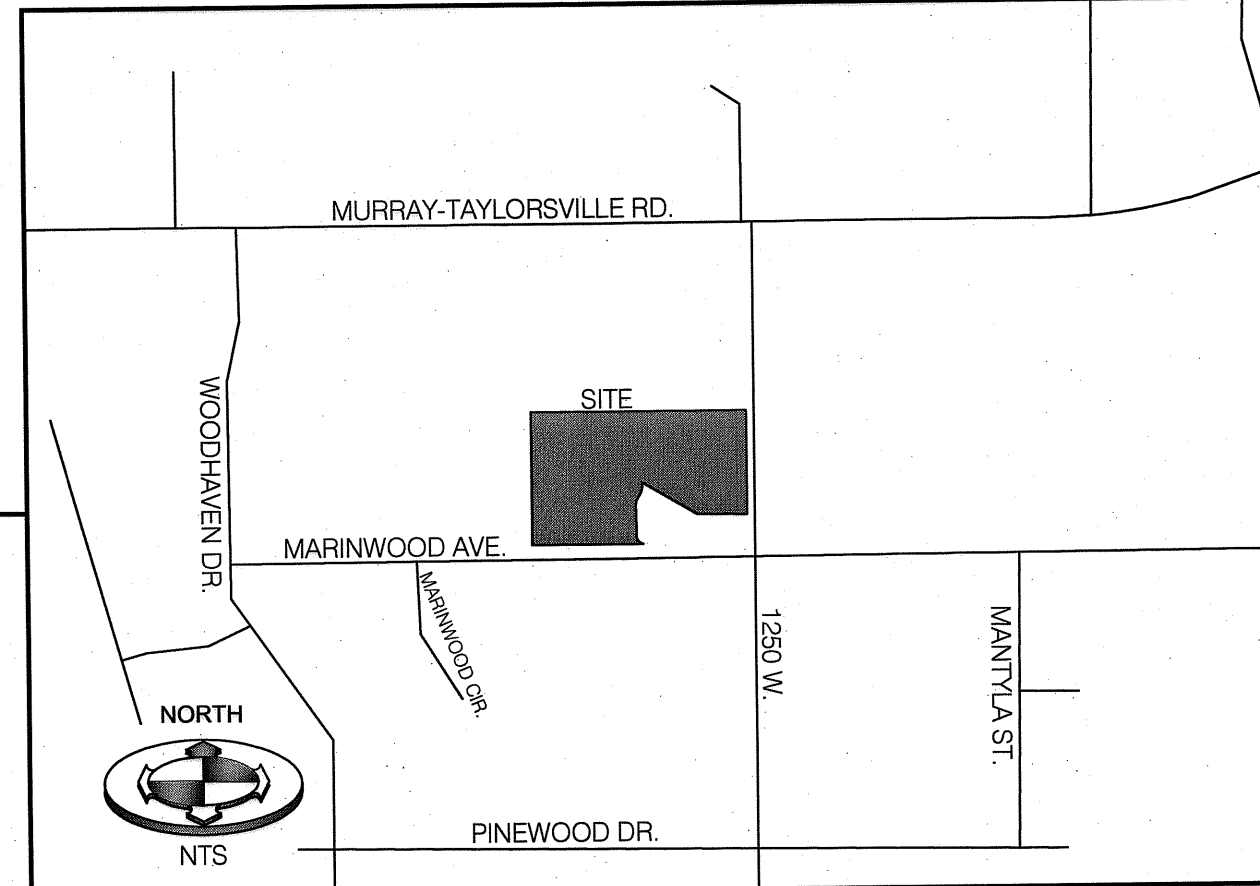 MURRAY-TAYLORSVILLE RD.
WOODHAVEN DR.
SITE
MARINWOOD AVE.
MARINWOOD CIR.
1250 W.
MANTYLA ST.
NORTH
PINEWOOD DR.
NTS